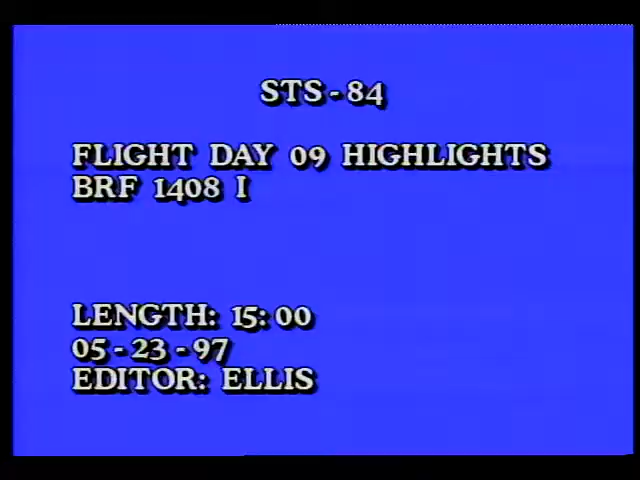 STS-84
FLIGHT DAY 09 HIGHLIGHTS
BRF 1408 I
LENGTH: 15:00
05-23-97
EDITOR: ELLIS